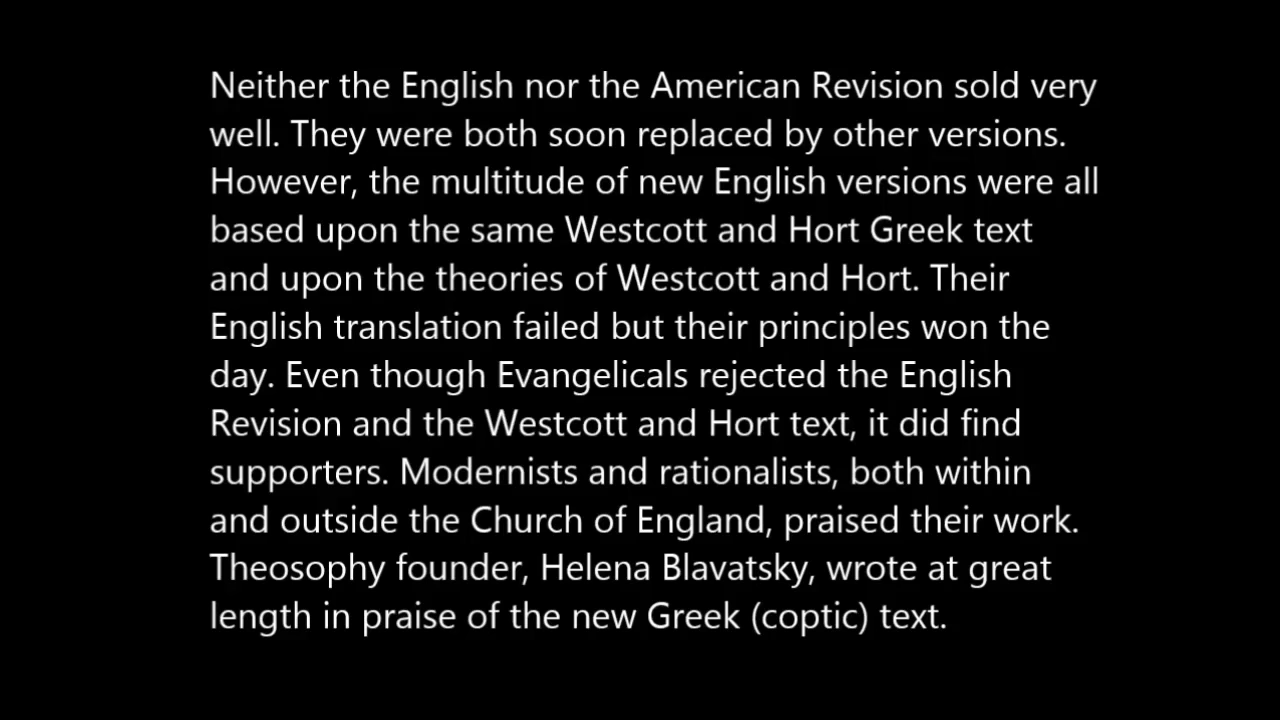 Neither the English nor the American Revision sold very
well. They were both soon replaced by other versions.
However, the multitude of new English versions were all
based upon the same Westcott and Hort Greek text
and upon the theories of Westcott and Hort. Their
English translation failed but their principles won the
day. Even though Evangelicals rejected the English
Revision and the Westcott and Hort text, it did find
supporters. Modernists and rationalists, both within
and outside the Church of England, praised their work.
Theosophy founder, Helena Blavatsky, wrote at great
length in praise of the new Greek (coptic) text.